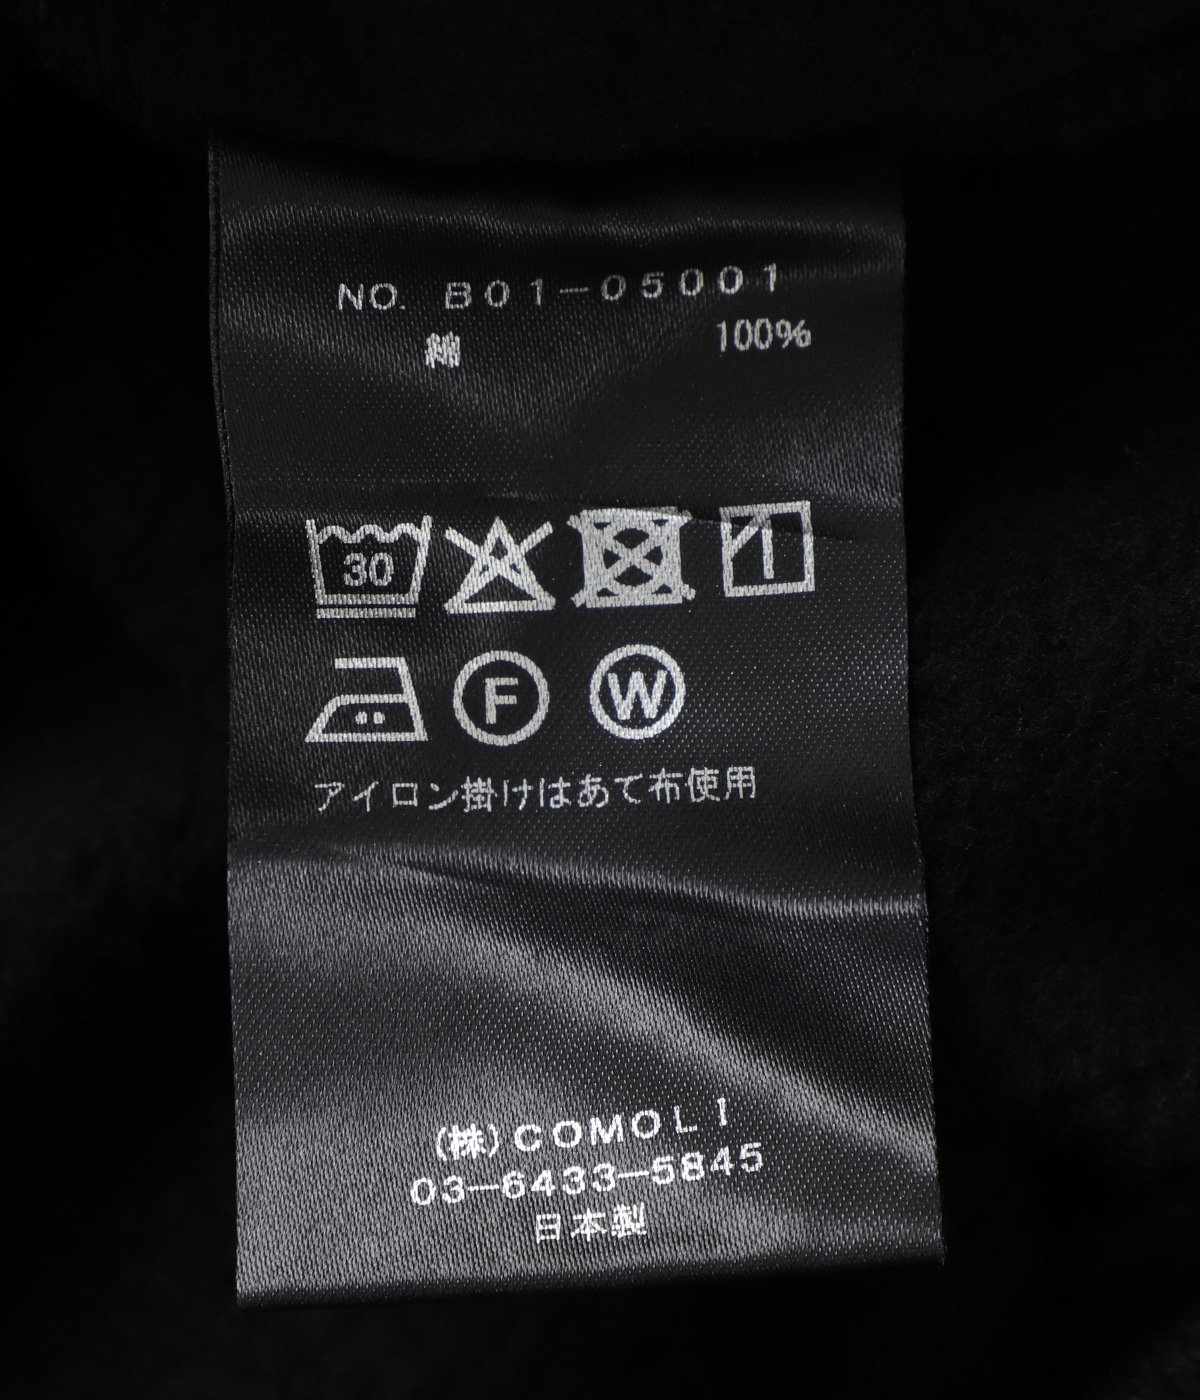 NO. B01-05001
綿 100%
30
F W
アイロン掛けはあて布使用
(株)COMOLI
03-6433-5845
日本製